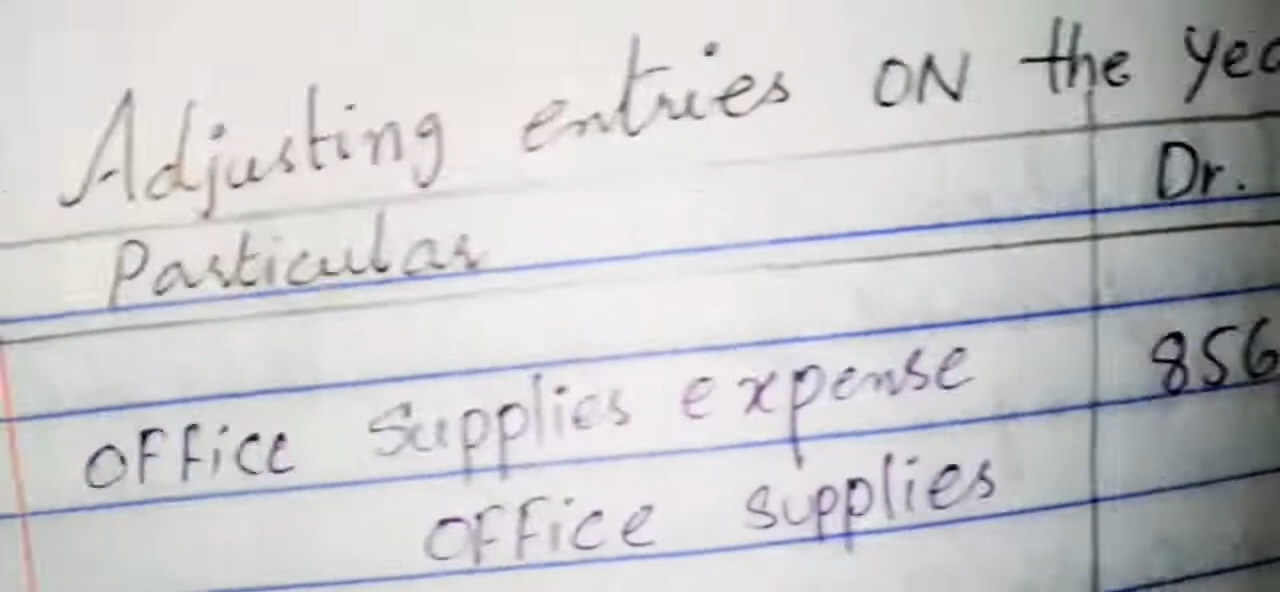 Adjusting entries ON the
Particular Dr.
Office Supplies expense 856
Office Supplies